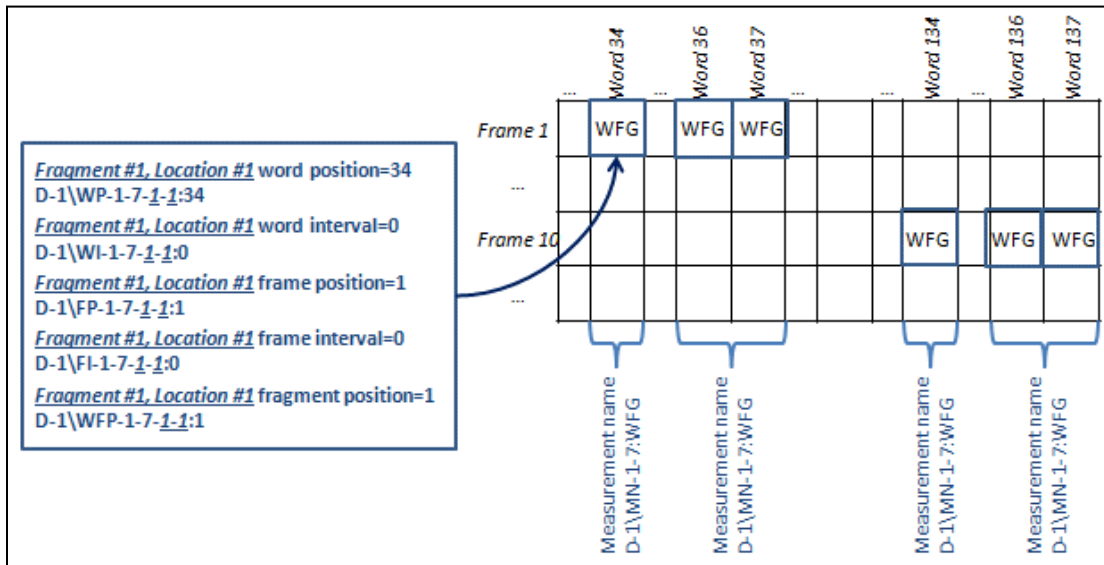 ... Word 34 ... Word 36 Word 37 ... ... Word 134 ... Word 136 Word 137
Frame 1 WFG WFG WFG
...
Frame 10 WFG WFG WFG
...
Fragment #1, Location #1 word position=34
D-1\WP-1-7-1-1:34
Fragment #1, Location #1 word interval=0
D-1\WI-1-7-1-1:0
Fragment #1, Location #1 frame position=1
D-1\FP-1-7-1-1:1
Fragment #1, Location #1 frame interval=0
D-1\FI-1-7-1-1:0
Fragment #1, Location #1 fragment position=1
D-1\WFP-1-7-1-1:1
Measurement name
D-1\MN-1-7:WFG
Measurement name
D-1\MN-1-7:WFG
Measurement name
D-1\MN-1-7:WFG
Measurement name
D-1\MN-1-7:WFG